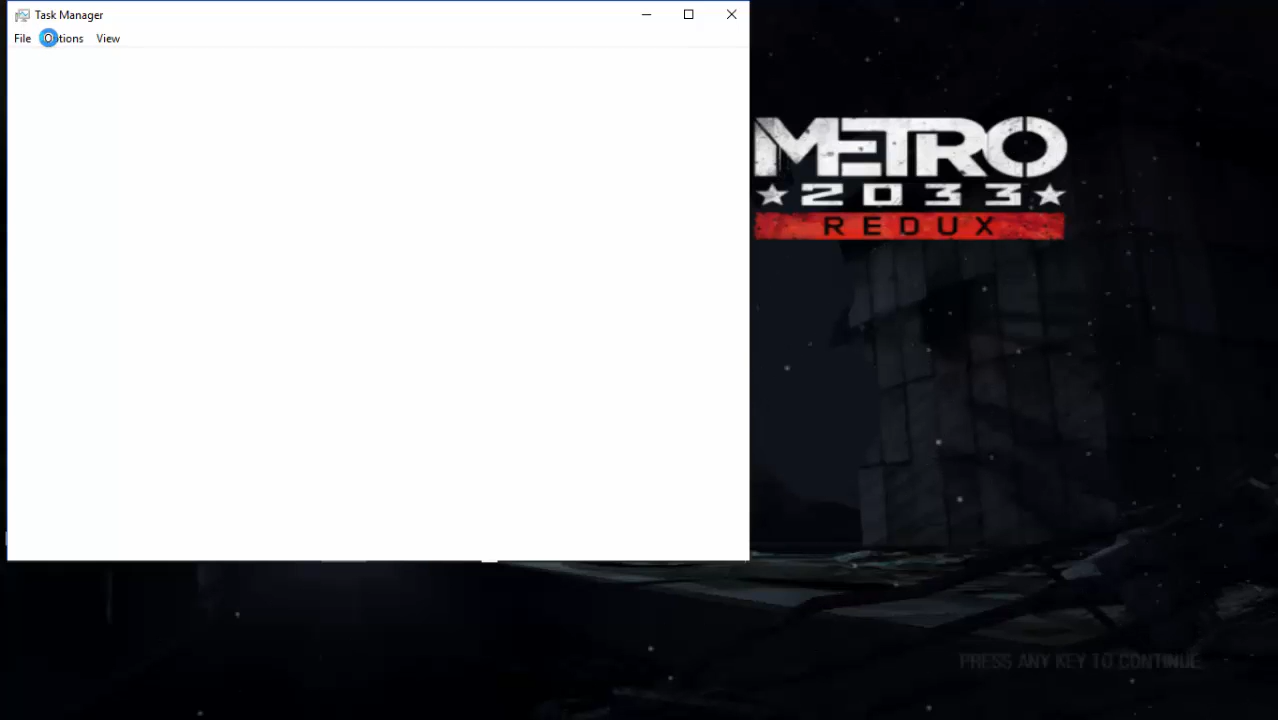 Task Manager
File Options View
METRO
2033
REDUX
PRESS ANY KEY TO CONTINUE